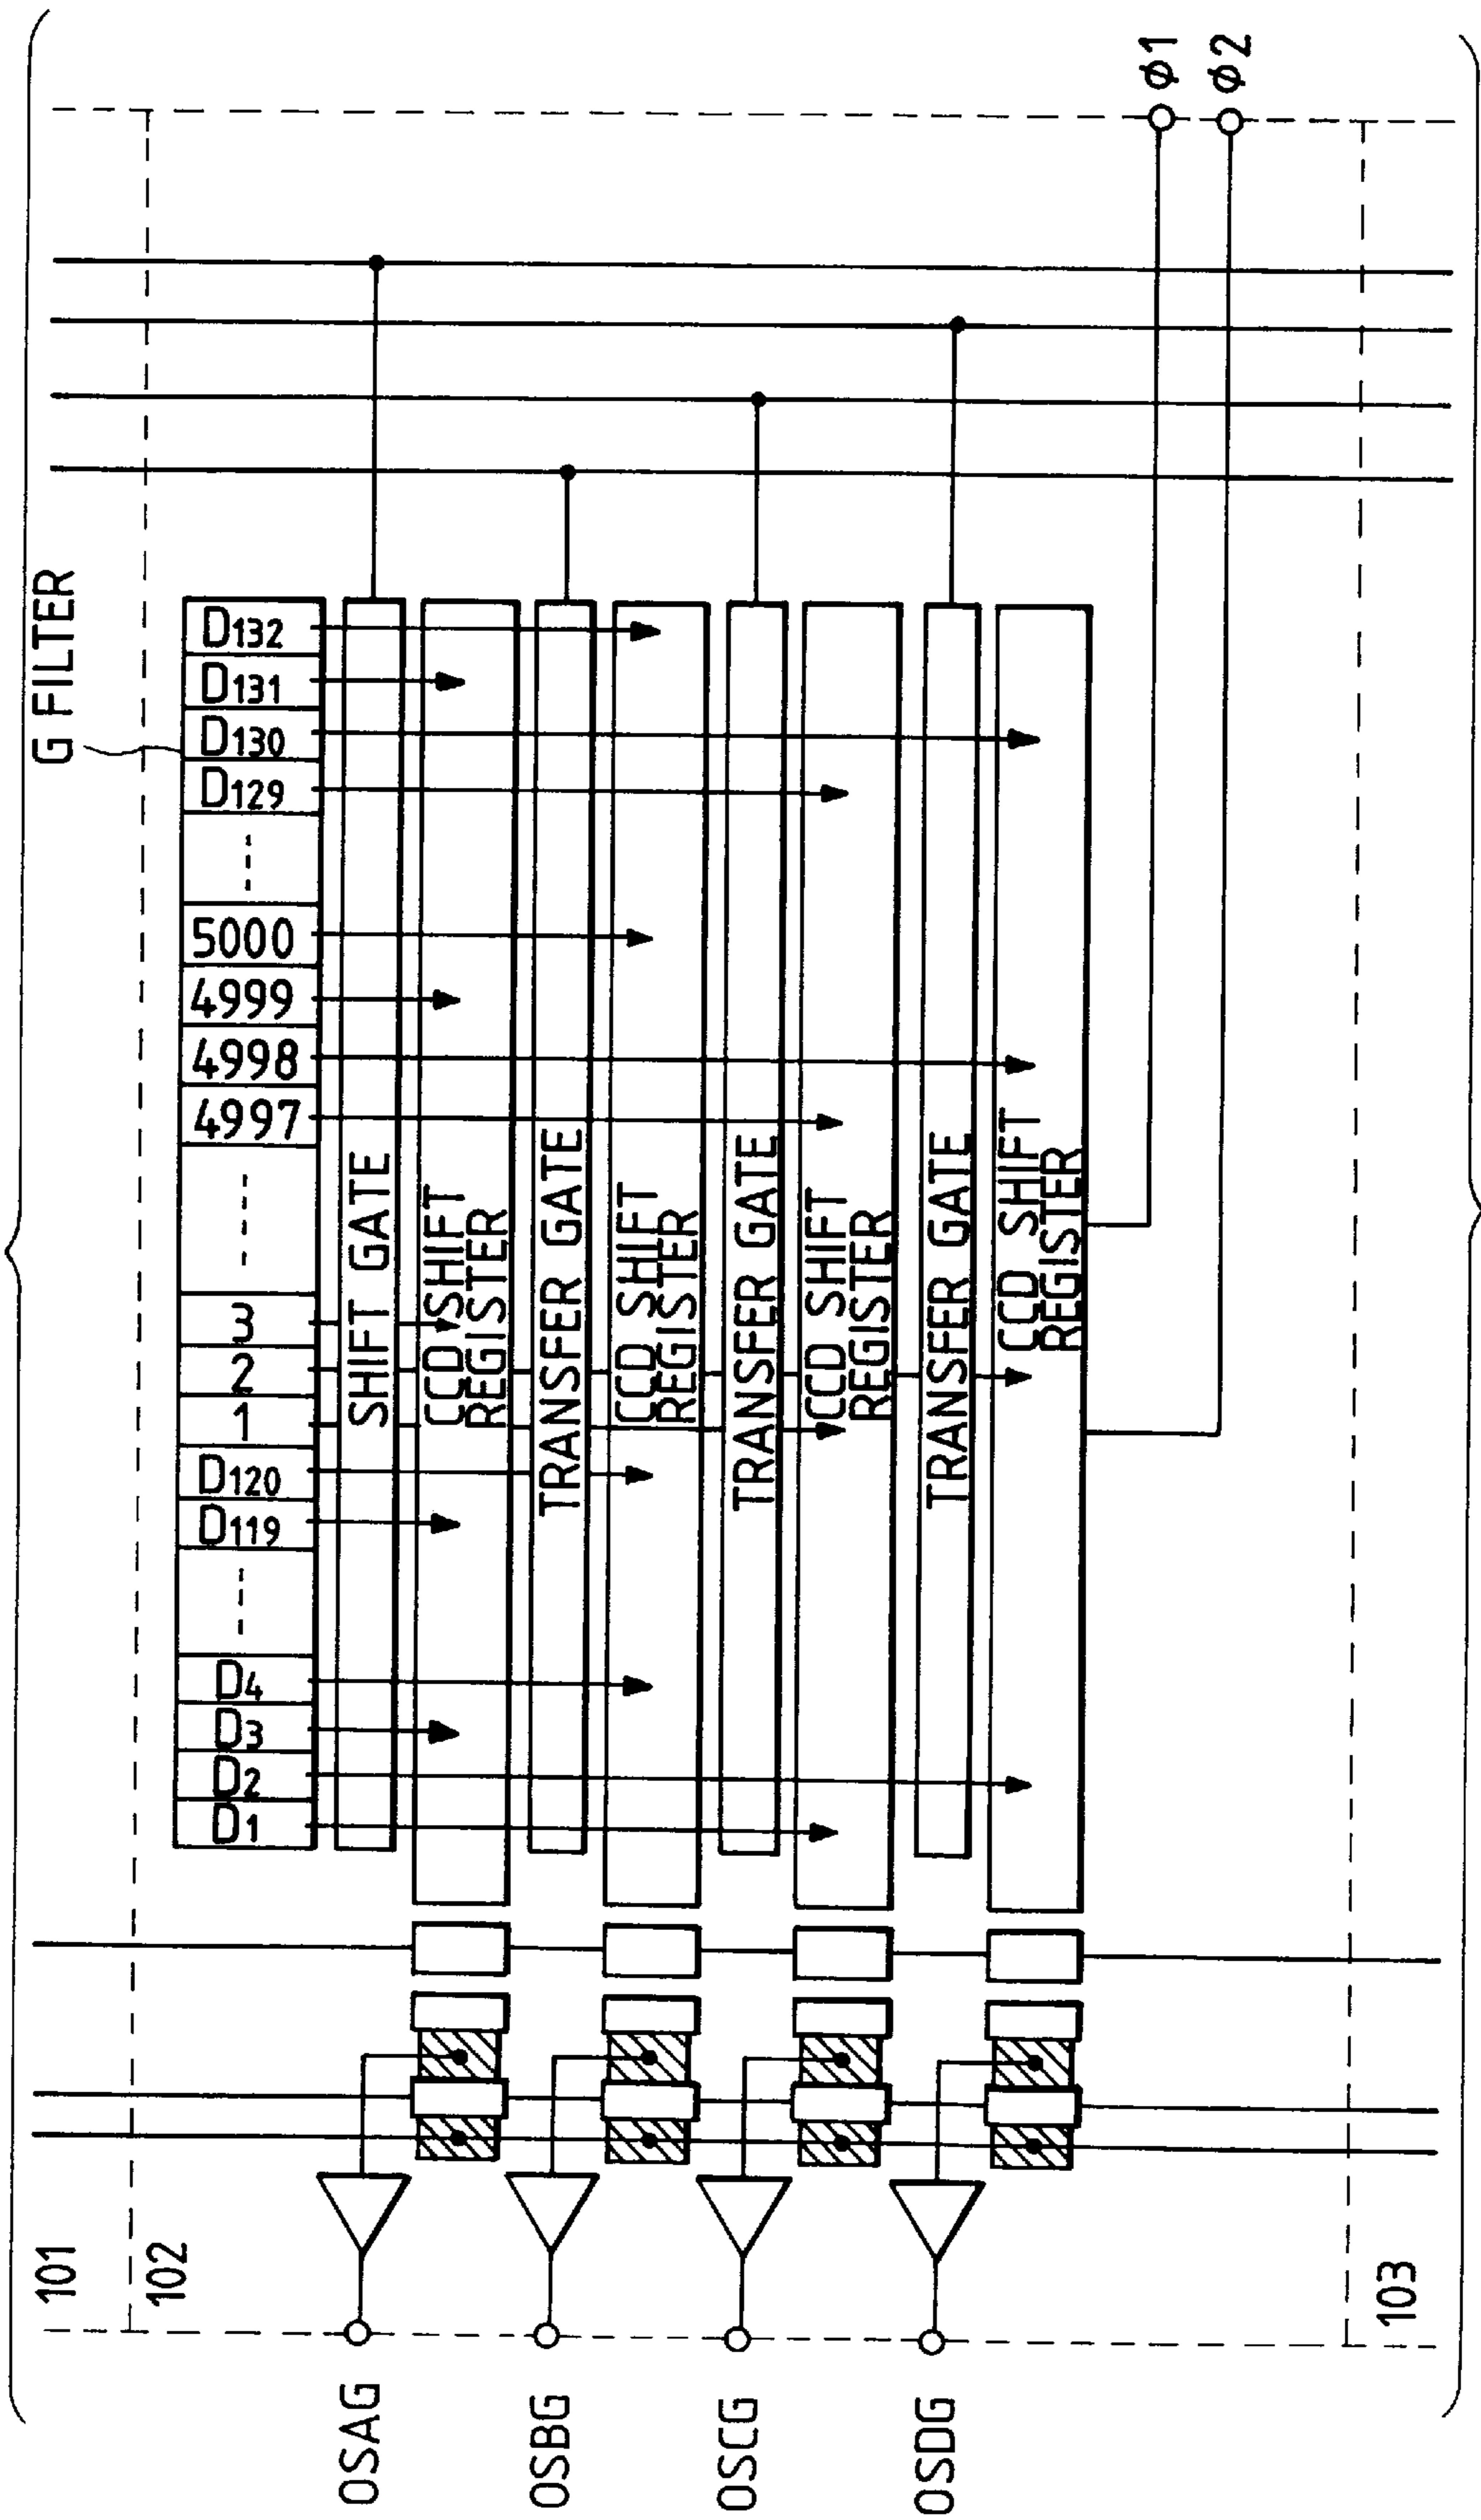 101
102
103
G FILTER
D1
D2
D3
D4
D119
D120
1
2
3
4997
4998
4999
5000
D129
D130
D131
D132
SHIFT GATE
CCD SHIFT
REGISTER
TRANSFER GATE
CCD SHIFT
REGISTER
TRANSFER GATE
CCD SHIFT
REGISTER
TRANSFER GATE
CCD SHIFT
REGISTER
OSAG
OSBG
OSCG
OSDG
ø1
ø2